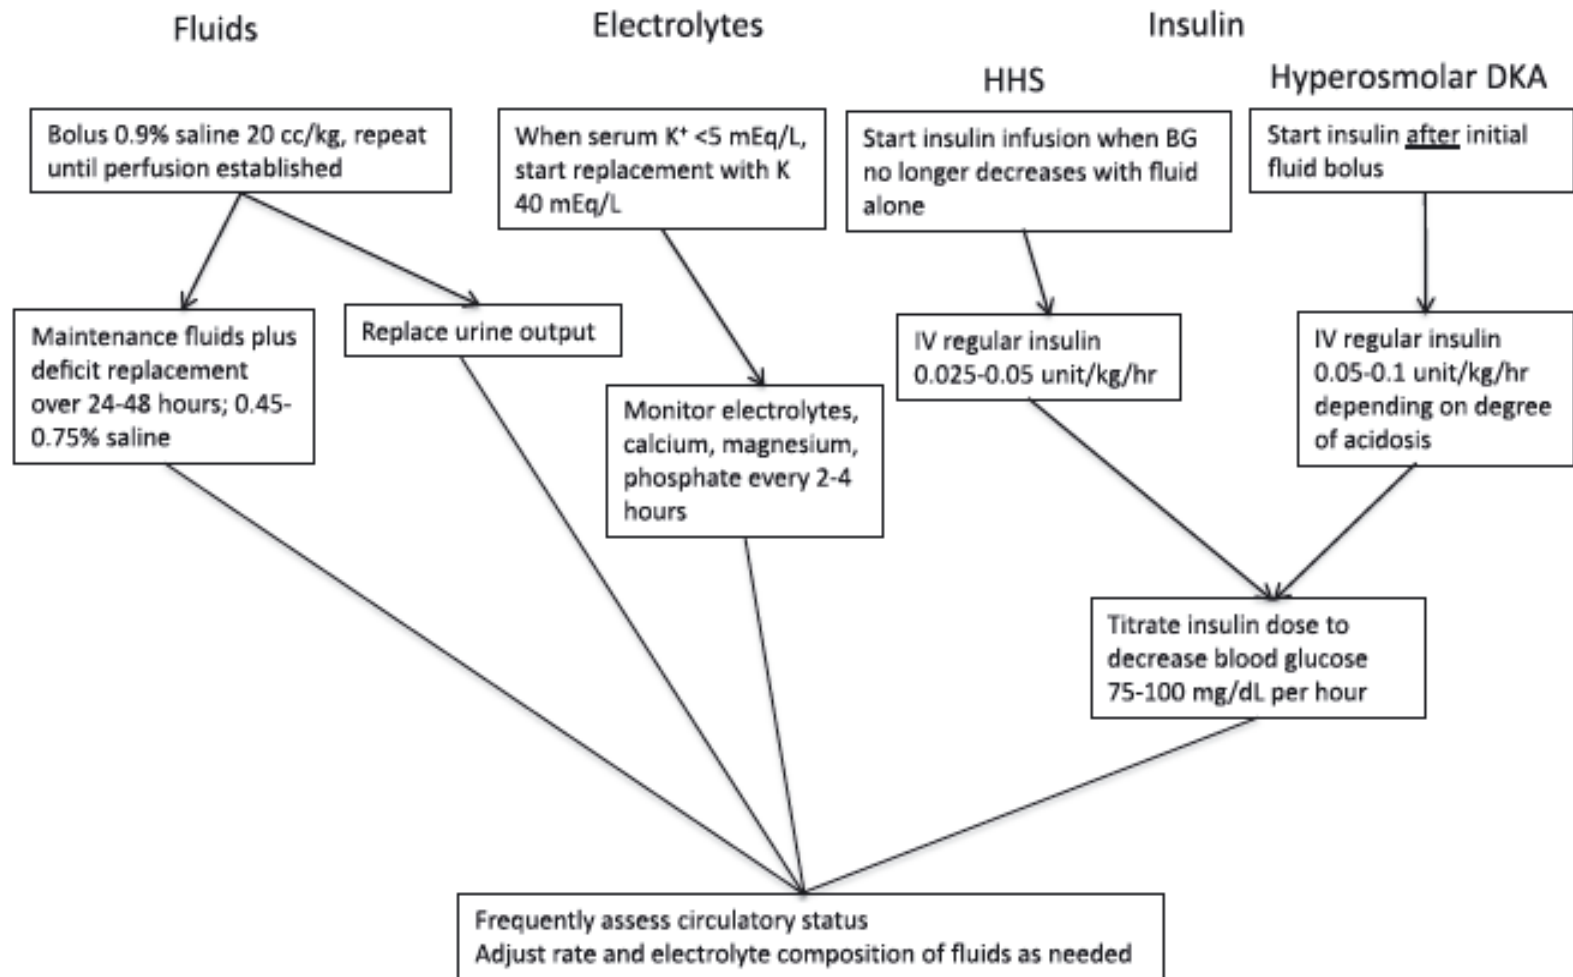 Fluids
Electrolytes
Insulin
HHS
Hyperosmolar DKA
Bolus 0.9% saline 20 cc/kg, repeat
until perfusion established
When serum K⁺ <5 mEq/L,
start replacement with K
40 mEq/L
Start insulin infusion when BG
no longer decreases with fluid
alone
Start insulin after initial
fluid bolus
Maintenance fluids plus
deficit replacement
over 24-48 hours; 0.45-
0.75% saline
Replace urine output
Monitor electrolytes,
calcium, magnesium,
phosphate every 2-4
hours
IV regular insulin
0.025-0.05 unit/kg/hr
IV regular insulin
0.05-0.1 unit/kg/hr
depending on degree
of acidosis
Titrate insulin dose to
decrease blood glucose
75-100 mg/dL per hour
Frequently assess circulatory status
Adjust rate and electrolyte composition of fluids as needed